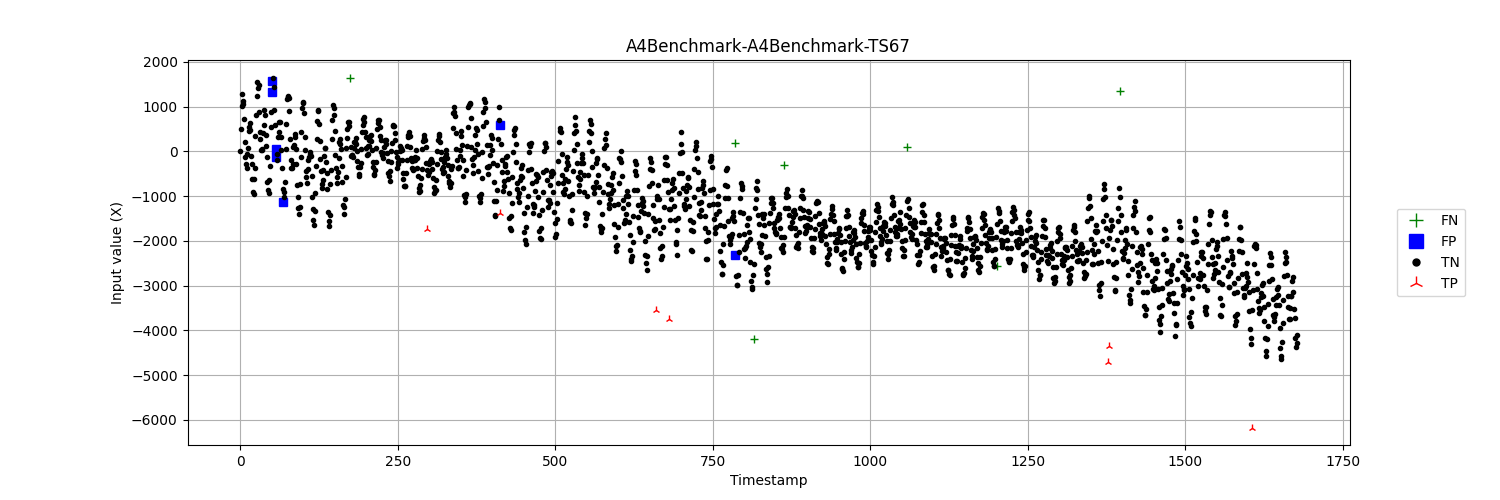 A4Benchmark-A4Benchmark-TS67
2000
1000
0
−1000
−2000
−3000
−4000
−5000
−6000
Input value (X)
0 250 500 750 1000 1250 1500 1750
Timestamp
FN
FP
TN
TP